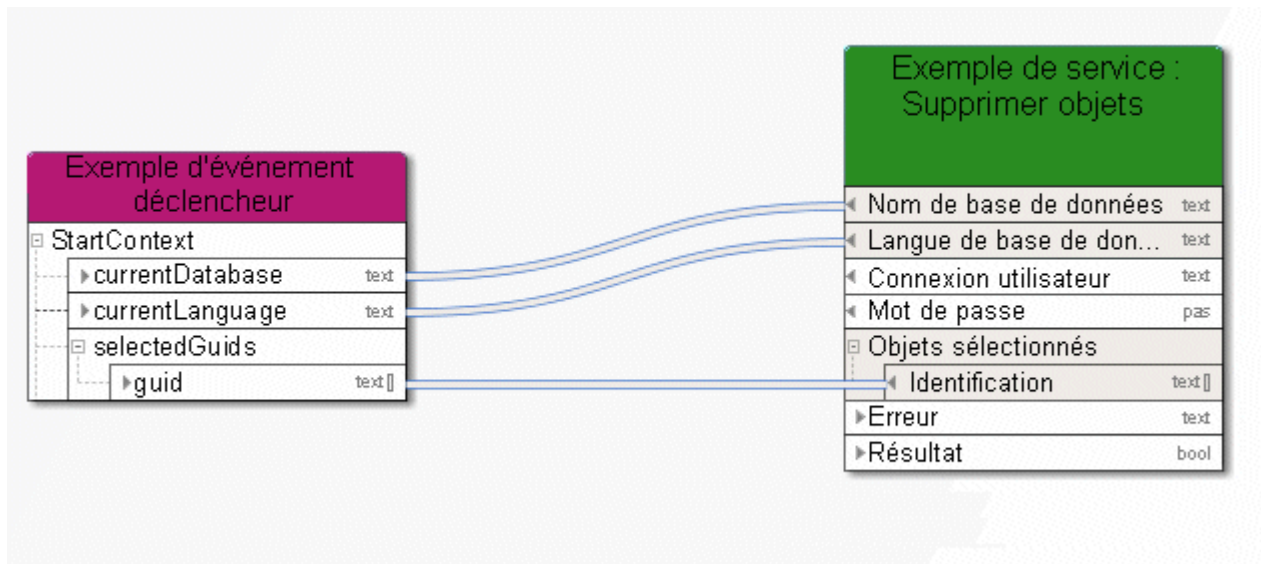 Exemple d'événement
déclencheur
StartContext
currentDatabase text
currentLanguage text
selectedGuids
guid text[]
Exemple de service :
Supprimer objets
Nom de base de données text
Langue de base de don... text
Connexion utilisateur text
Mot de passe pas
Objets sélectionnés
Identification text[]
Erreur text
Résultat bool